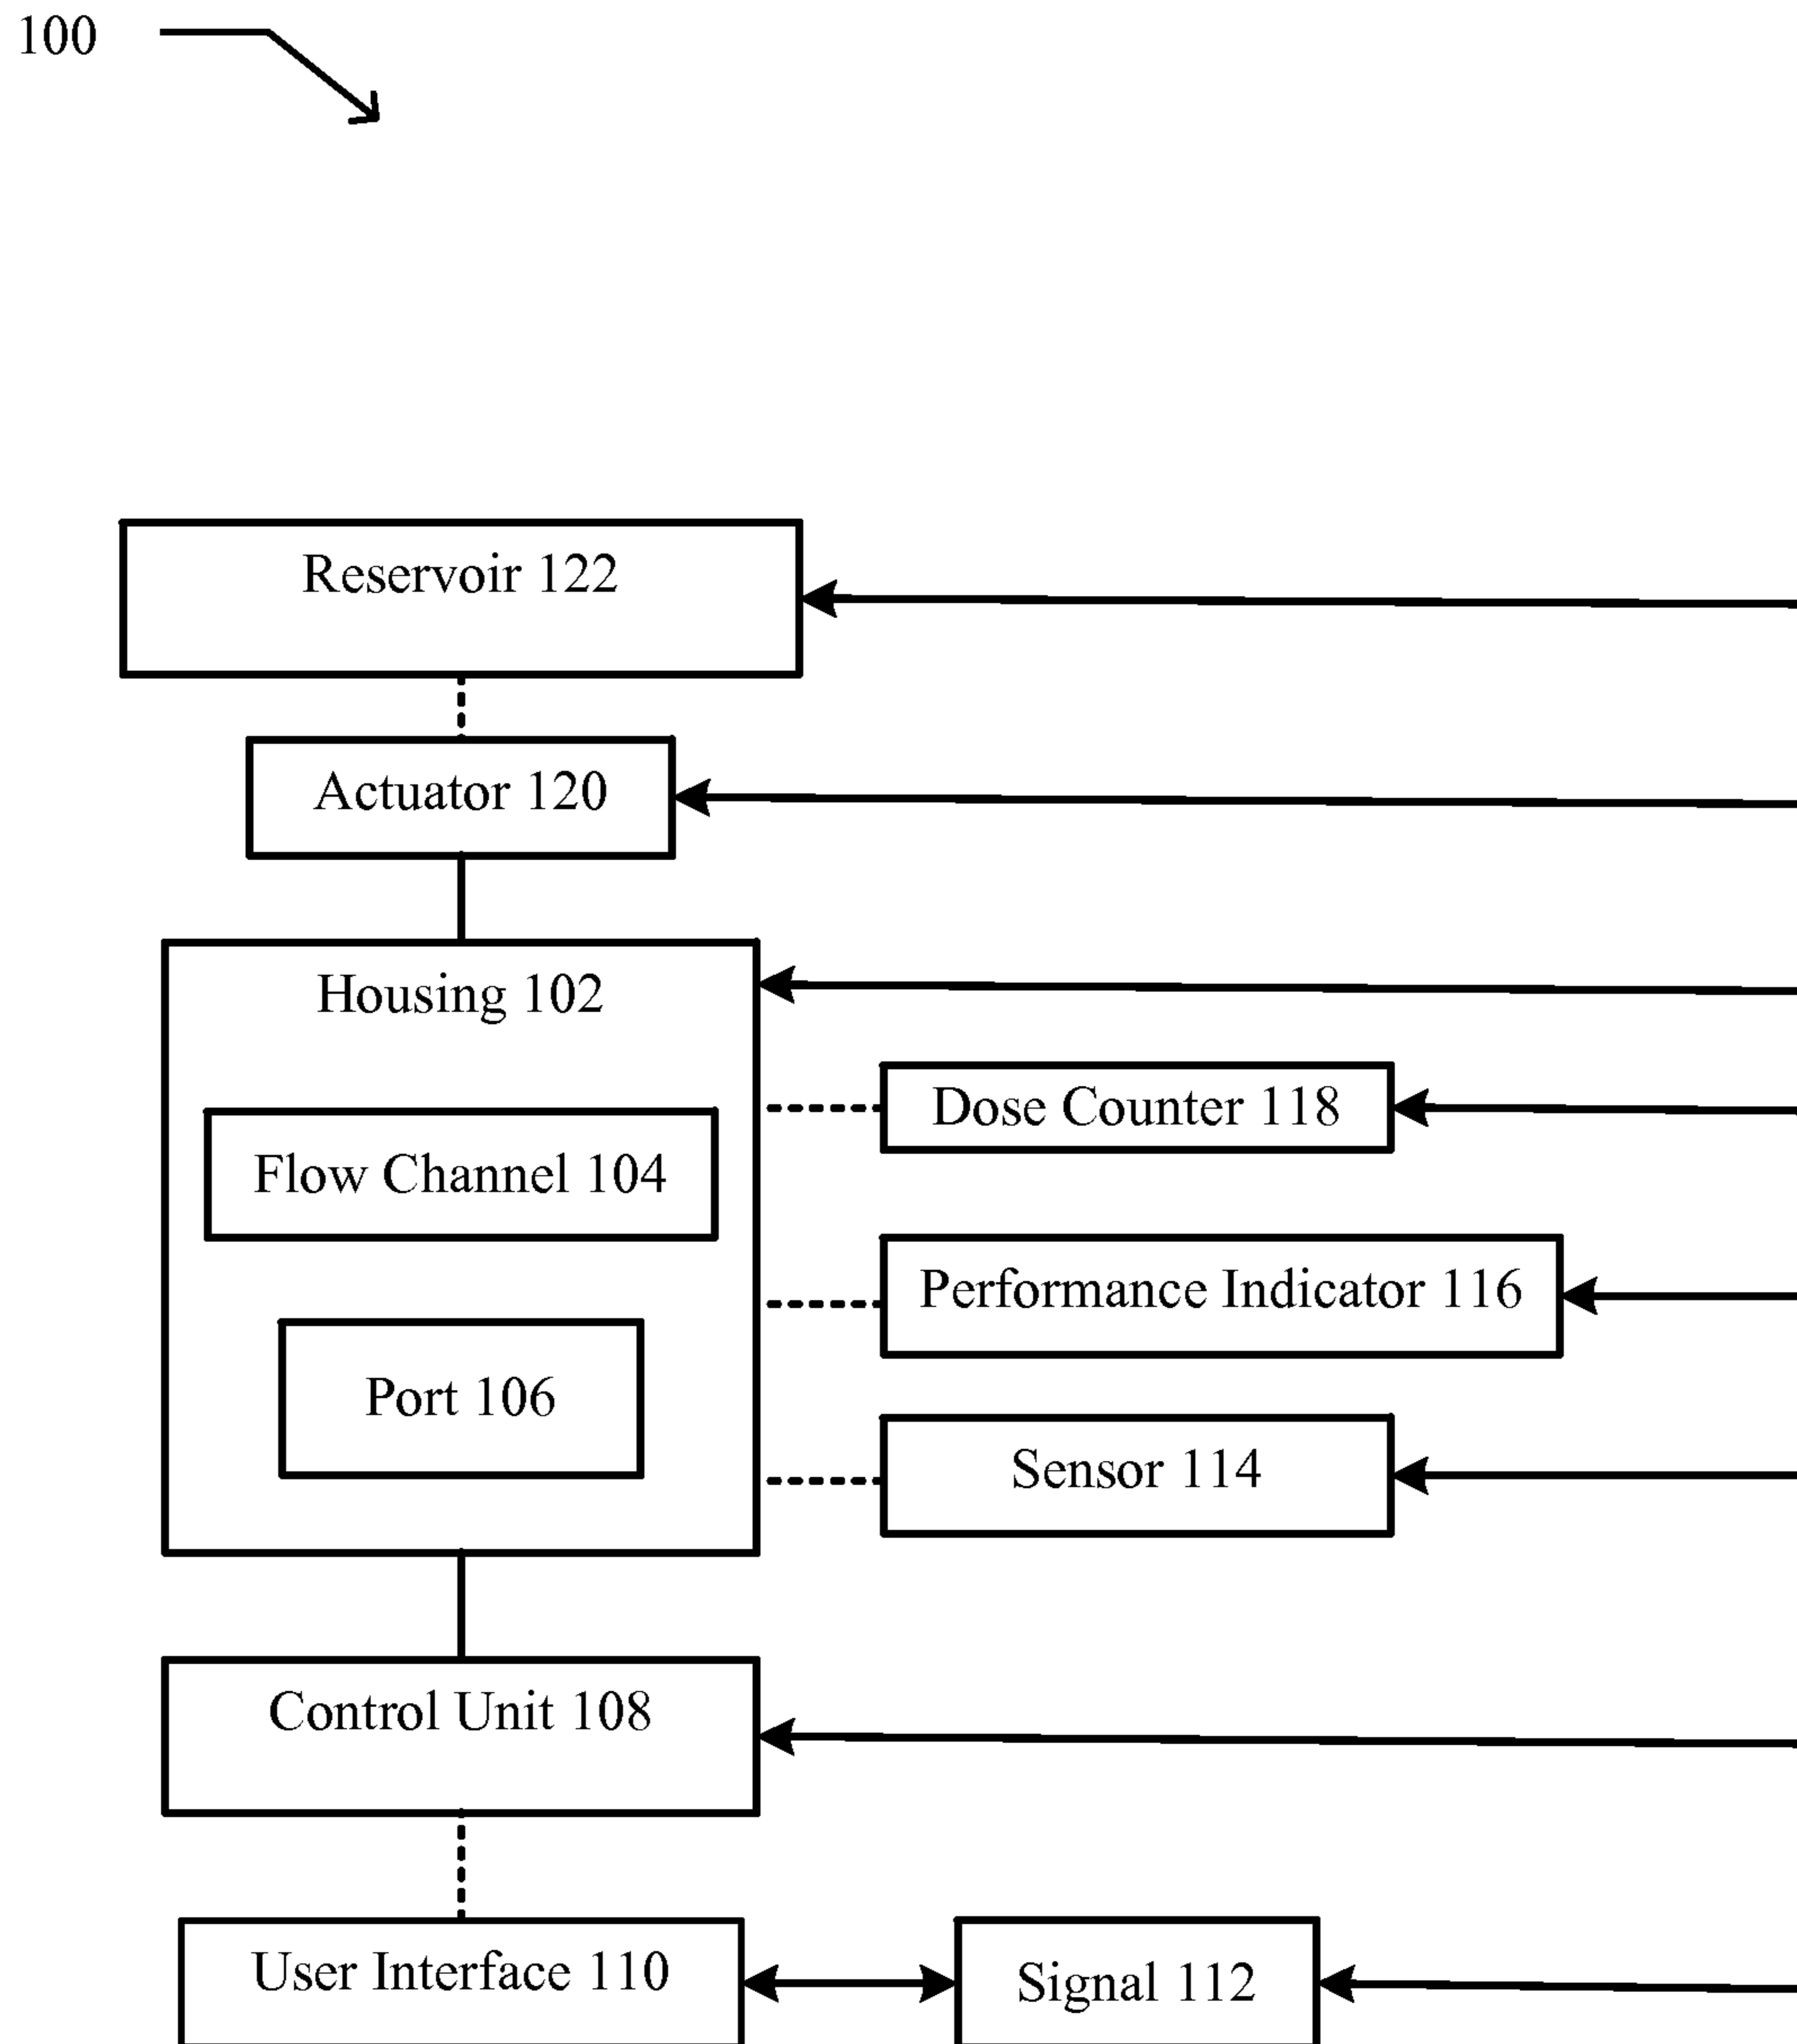 100
Reservoir 122
Actuator 120
Housing 102
Dose Counter 118
Flow Channel 104
Performance Indicator 116
Port 106
Sensor 114
Control Unit 108
User Interface 110
Signal 112